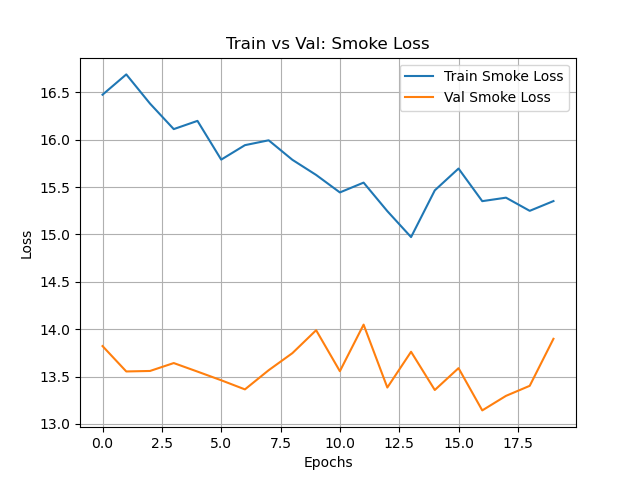 Train vs Val: Smoke Loss
Train Smoke Loss
Val Smoke Loss
16.5
16.0
15.5
15.0
14.5
14.0
13.5
13.0
Loss
0.0 2.5 5.0 7.5 10.0 12.5 15.0 17.5
Epochs